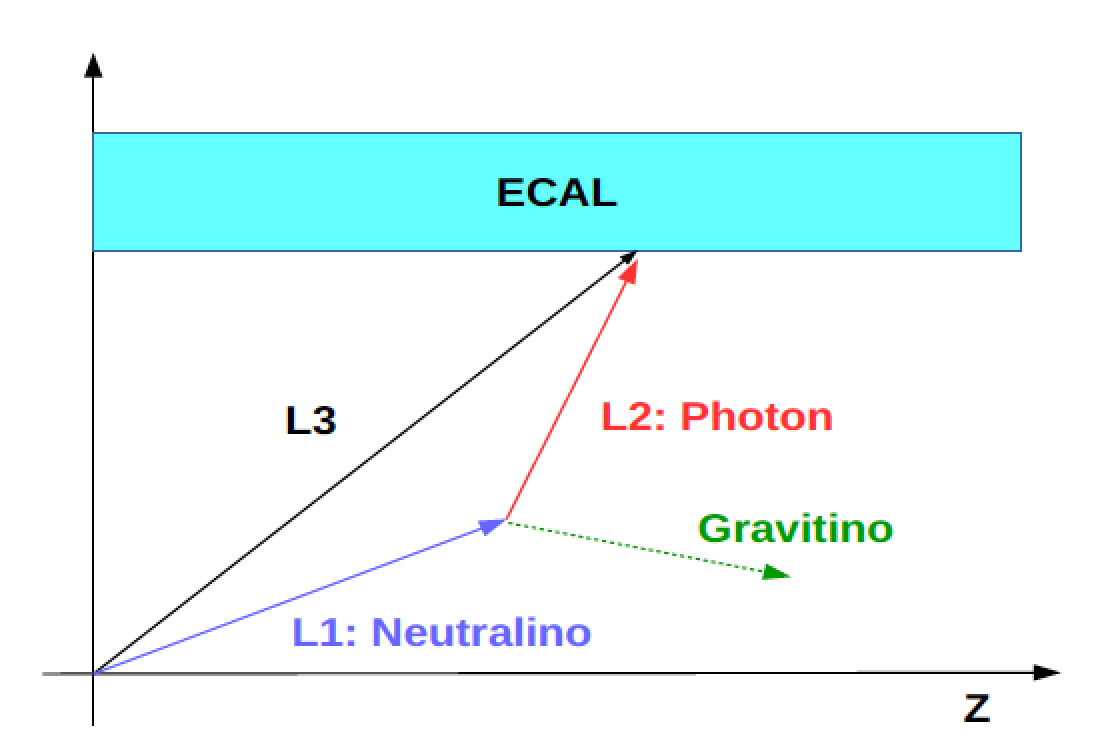 ECAL
L3
L2: Photon
Gravitino
L1: Neutralino
Z